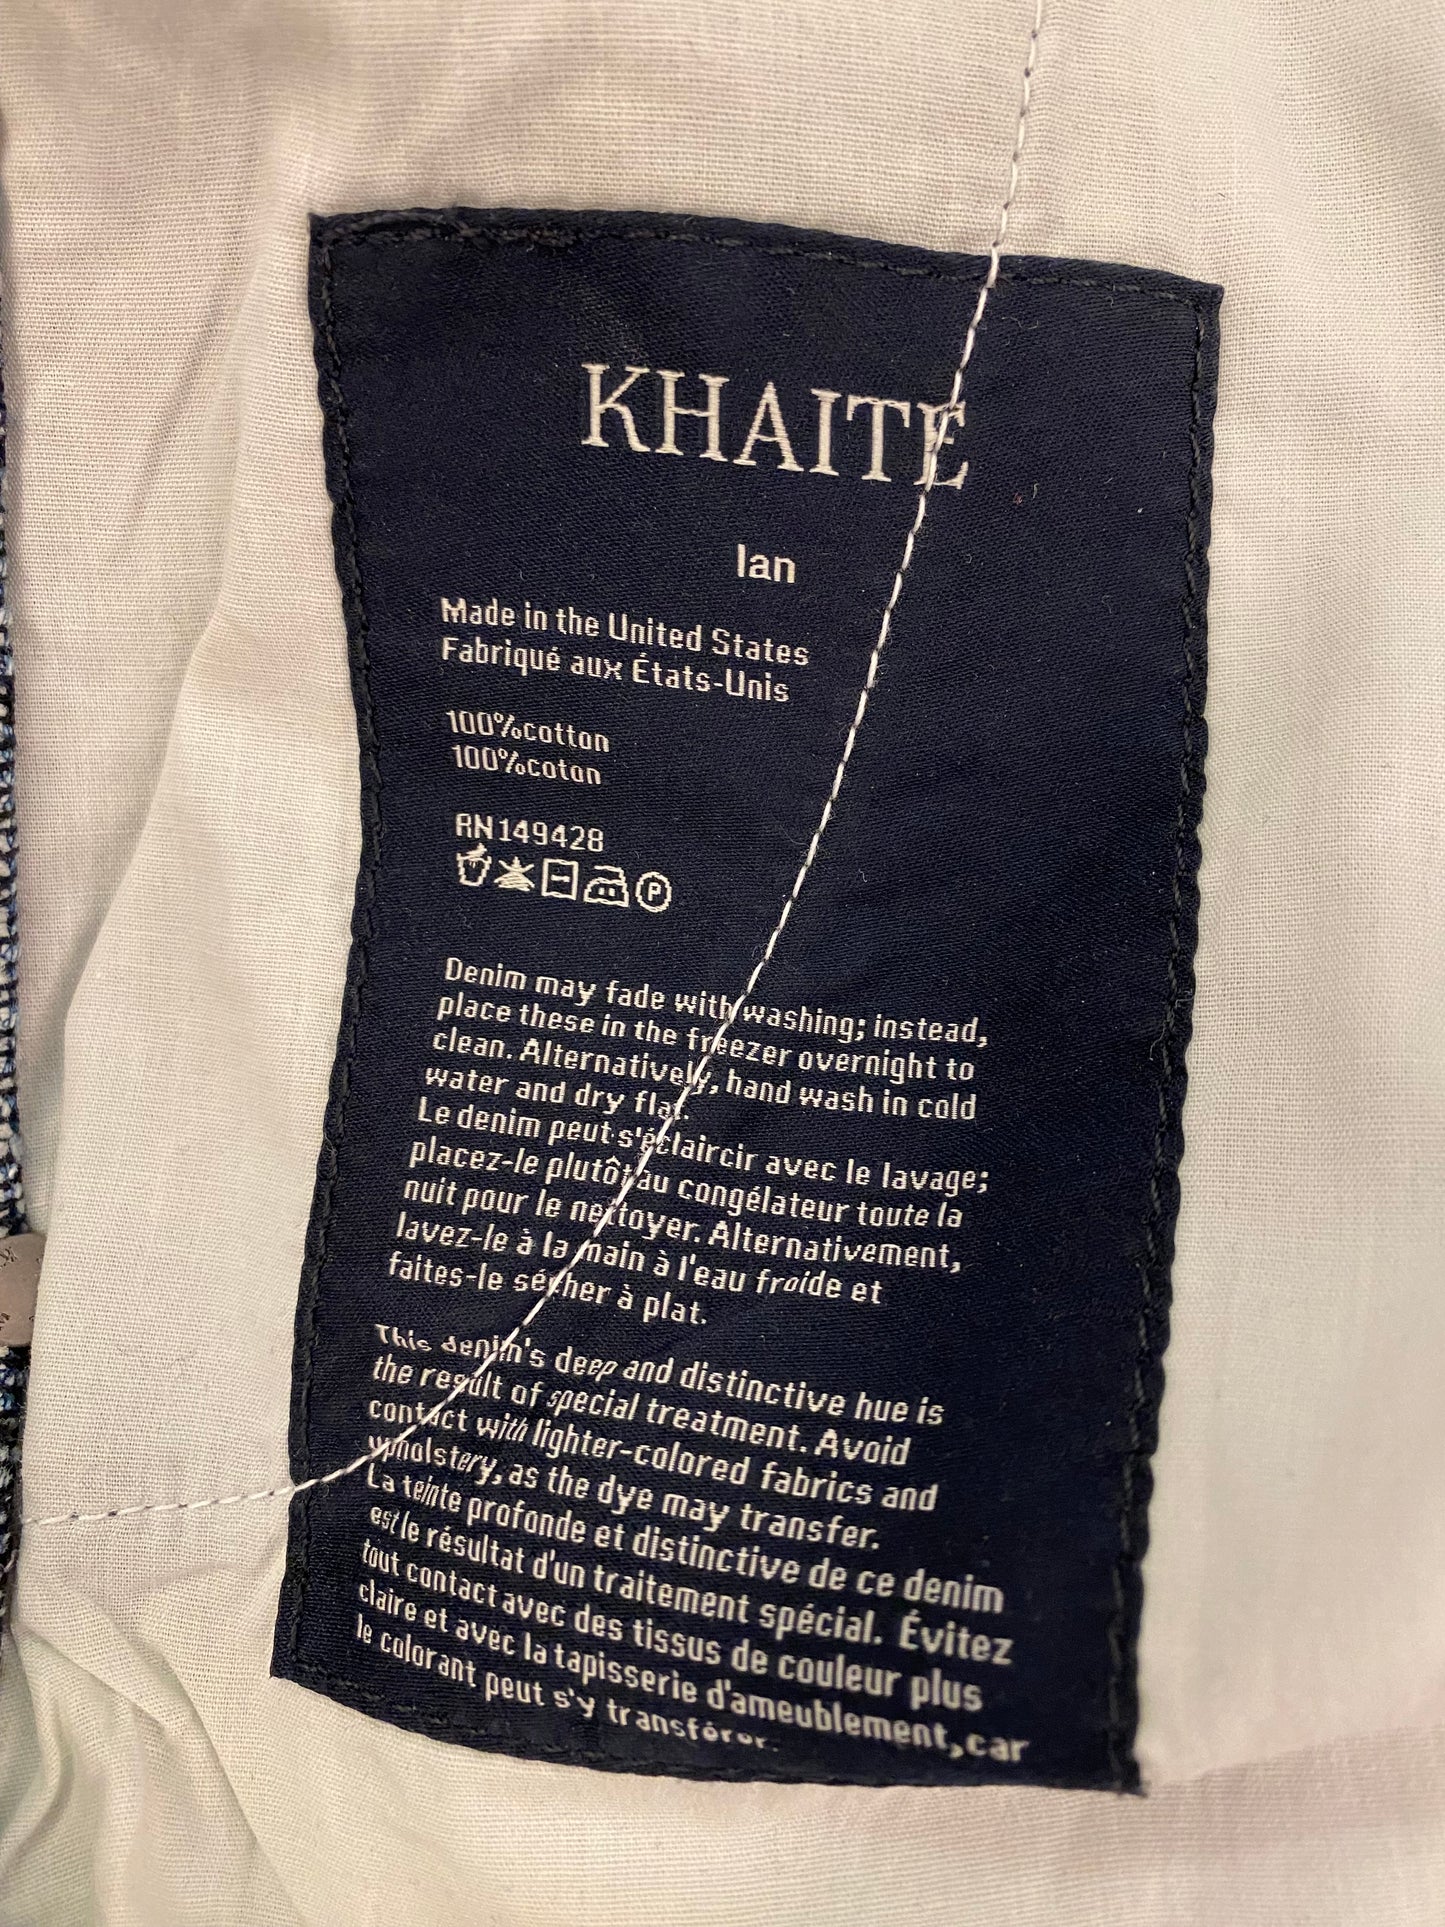 KHAITE
Ian
Made in the United States
Fabriqué aux États-Unis
100%cotton
100%coton
RN 149428
P
Denim may fade with washing; instead,
place these in the freezer overnight to
clean. Alternatively, hand wash in cold
water and dry flat.
Le denim peut s'éclaircir avec le lavage;
placez-le plutôt au congélateur toute la
nuit pour le nettoyer. Alternativement,
lavez-le à la main à l'eau froide et
faites-le sécher à plat.
This denim's deep and distinctive hue is
the result of special treatment. Avoid
contact with lighter-colored fabrics and
upholstery, as the dye may transfer.
La teinte profonde et distinctive de ce denim
est le résultat d'un traitement spécial. Évitez
tout contact avec des tissus de couleur plus
claire et avec la tapisserie d'ameublement, car
le colorant peut s'y transférer.